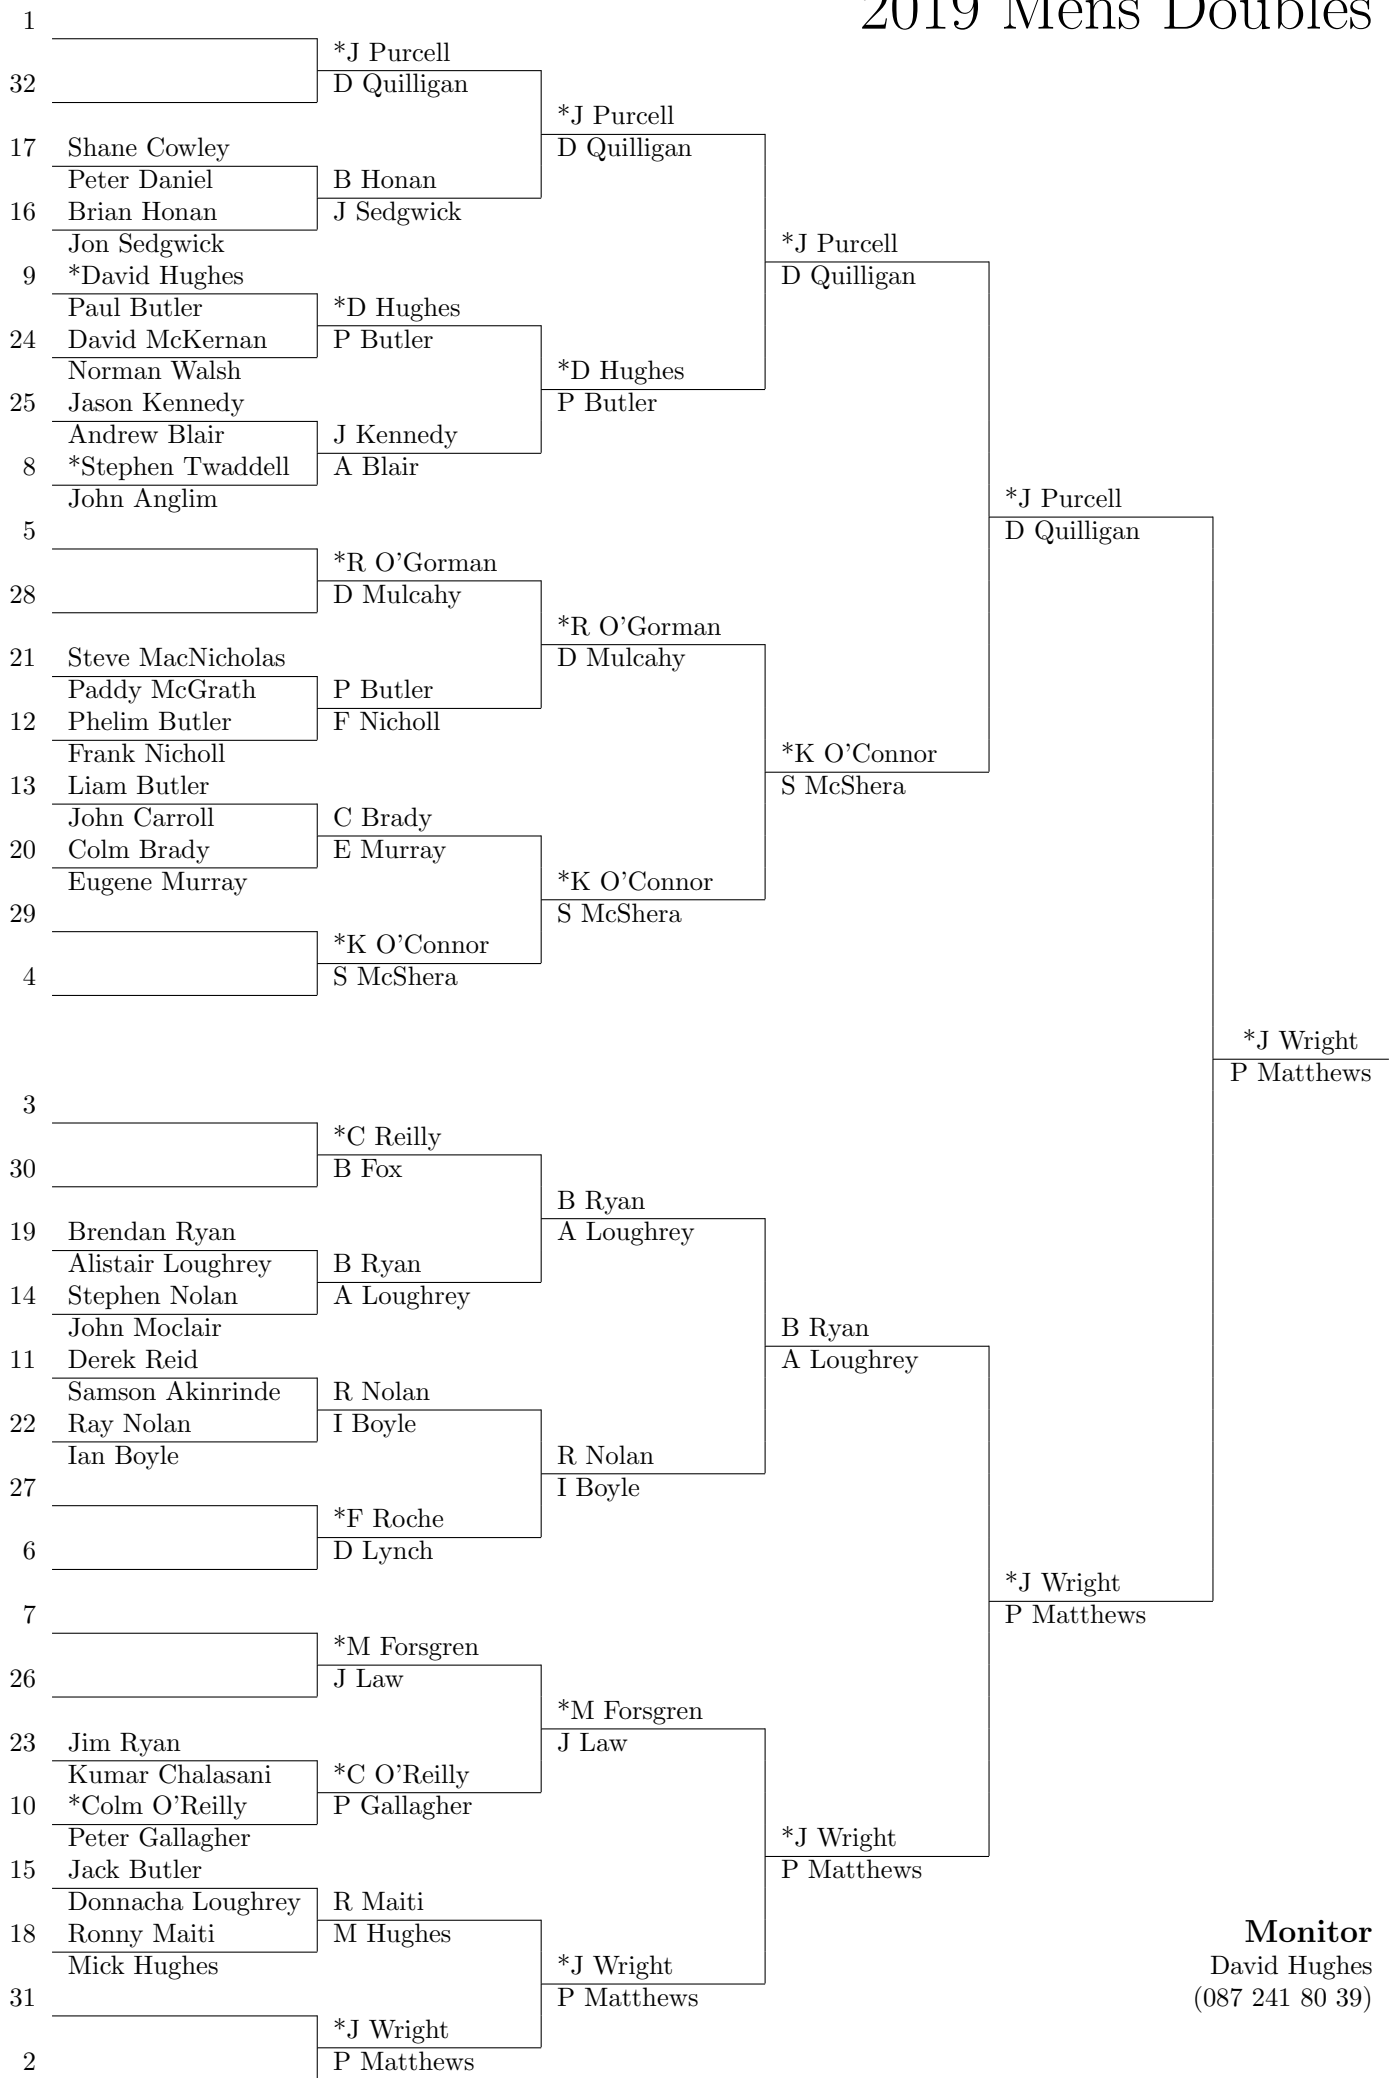 2019 Mens Doubles
1
*J Purcell
32
D Quilligan
*J Purcell
17 Shane Cowley
D Quilligan
Peter Daniel
B Honan
16 Brian Honan
J Sedgwick
Jon Sedgwick
*J Purcell
9 *David Hughes
D Quilligan
Paul Butler
*D Hughes
24 David McKernan
P Butler
Norman Walsh
*D Hughes
25 Jason Kennedy
P Butler
Andrew Blair
J Kennedy
8 *Stephen Twaddell
A Blair
John Anglim
*J Purcell
5
D Quilligan
*R O'Gorman
28
D Mulcahy
*R O'Gorman
21 Steve MacNicholas
D Mulcahy
Paddy McGrath
P Butler
12 Phelim Butler
F Nicholl
Frank Nicholl
*K O'Connor
13 Liam Butler
S McShera
John Carroll
C Brady
20 Colm Brady
E Murray
Eugene Murray
*K O'Connor
29
S McShera
*K O'Connor
4
S McShera
*J Wright
P Matthews
3
*C Reilly
30
B Fox
B Ryan
19 Brendan Ryan
A Loughrey
Alistair Loughrey
B Ryan
14 Stephen Nolan
A Loughrey
John Moclair
B Ryan
11 Derek Reid
A Loughrey
Samson Akinrinde
R Nolan
22 Ray Nolan
I Boyle
Ian Boyle
R Nolan
27
I Boyle
*F Roche
6
D Lynch
*J Wright
7
P Matthews
*M Forsgren
26
J Law
*M Forsgren
23 Jim Ryan
J Law
Kumar Chalasani
*C O'Reilly
10 *Colm O'Reilly
P Gallagher
Peter Gallagher
*J Wright
15 Jack Butler
P Matthews
Donnacha Loughrey
R Maiti
18 Ronny Maiti
M Hughes
Mick Hughes
*J Wright
31
P Matthews
*J Wright
2
P Matthews
Monitor
David Hughes
(087 241 80 39)